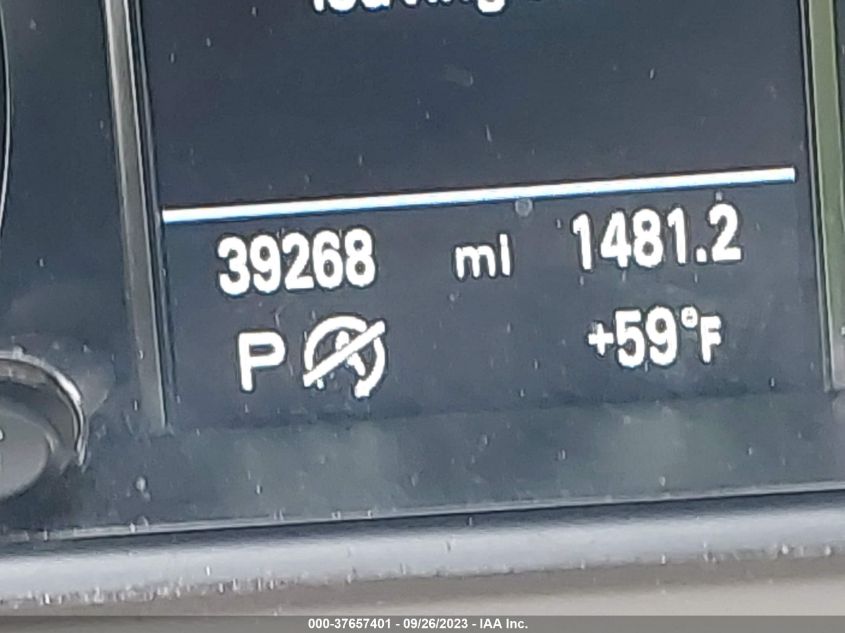 39268 mi 1481.2
P +59°F
000-37657401 - 09/26/2023 - IAA Inc.